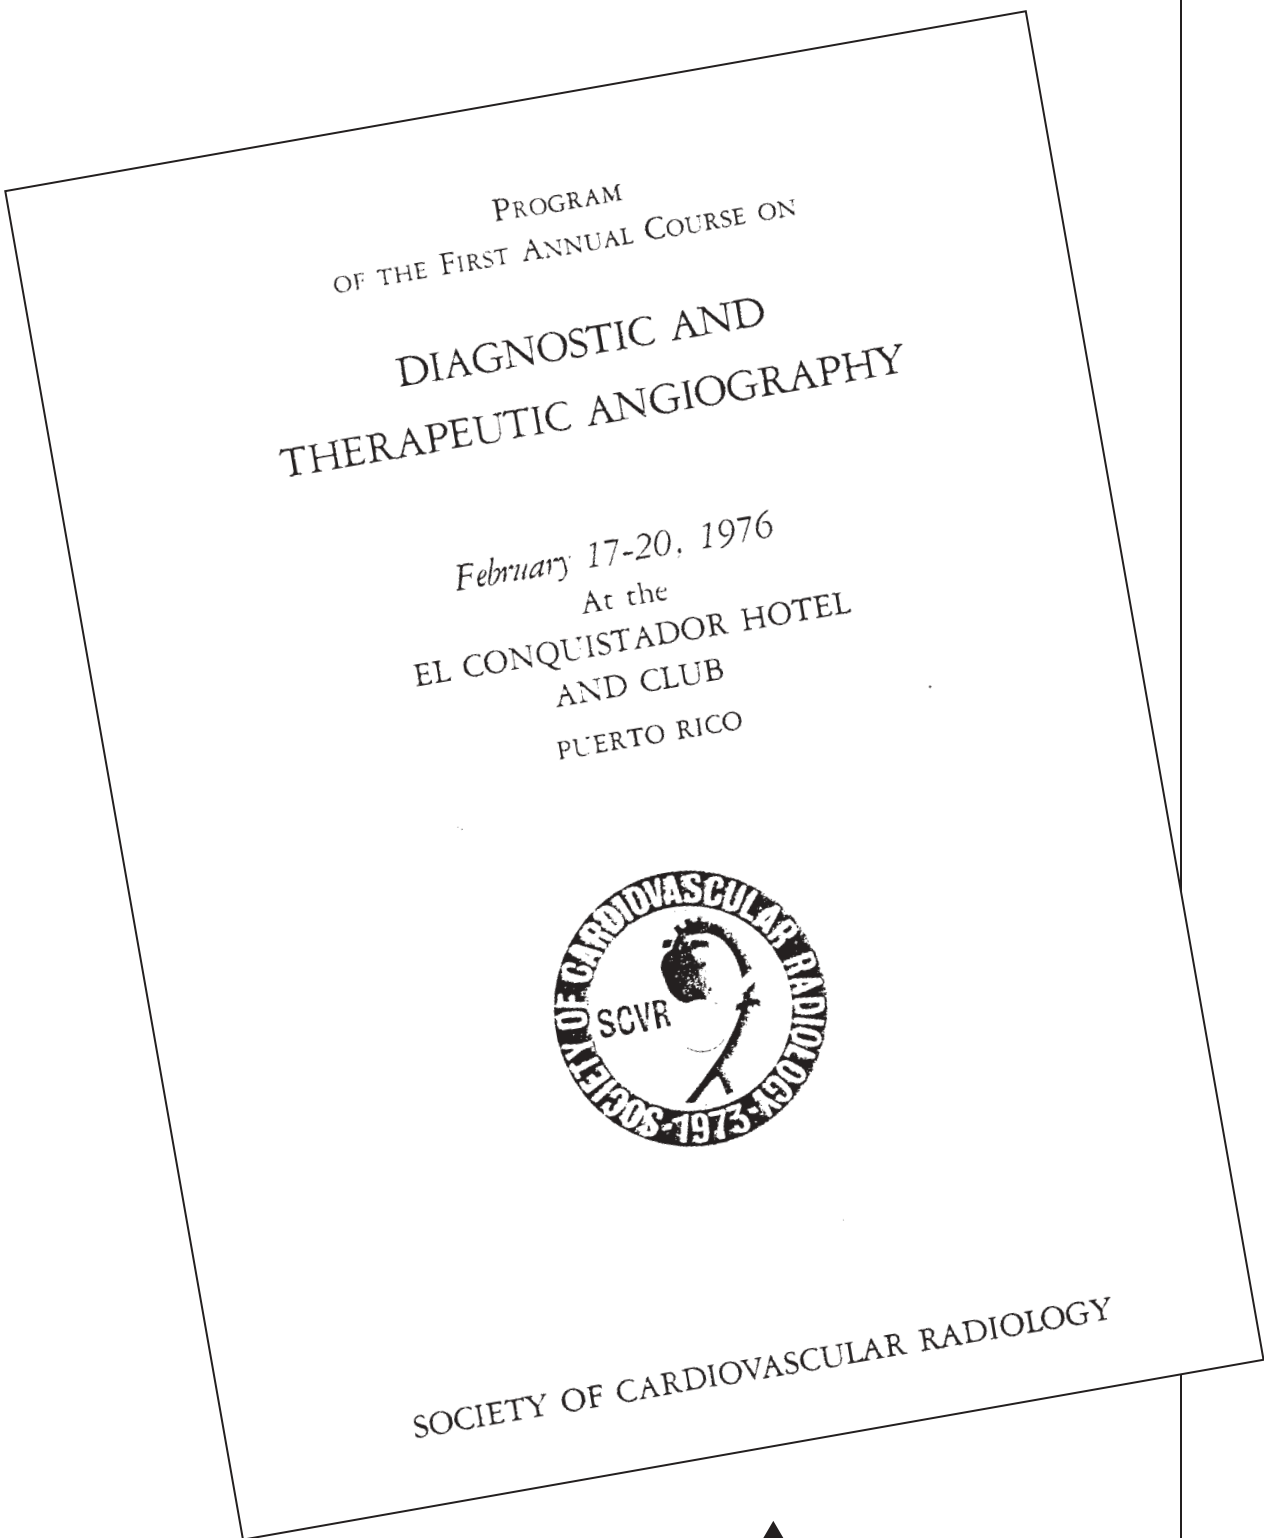 PROGRAM
OF THE FIRST ANNUAL COURSE ON
DIAGNOSTIC AND
THERAPEUTIC ANGIOGRAPHY
February 17-20, 1976
At the
EL CONQUISTADOR HOTEL
AND CLUB
PUERTO RICO
SOCIETY OF CARDIOVASCULAR RADIOLOGY
SCVR
·1973·
SOCIETY OF CARDIOVASCULAR RADIOLOGY